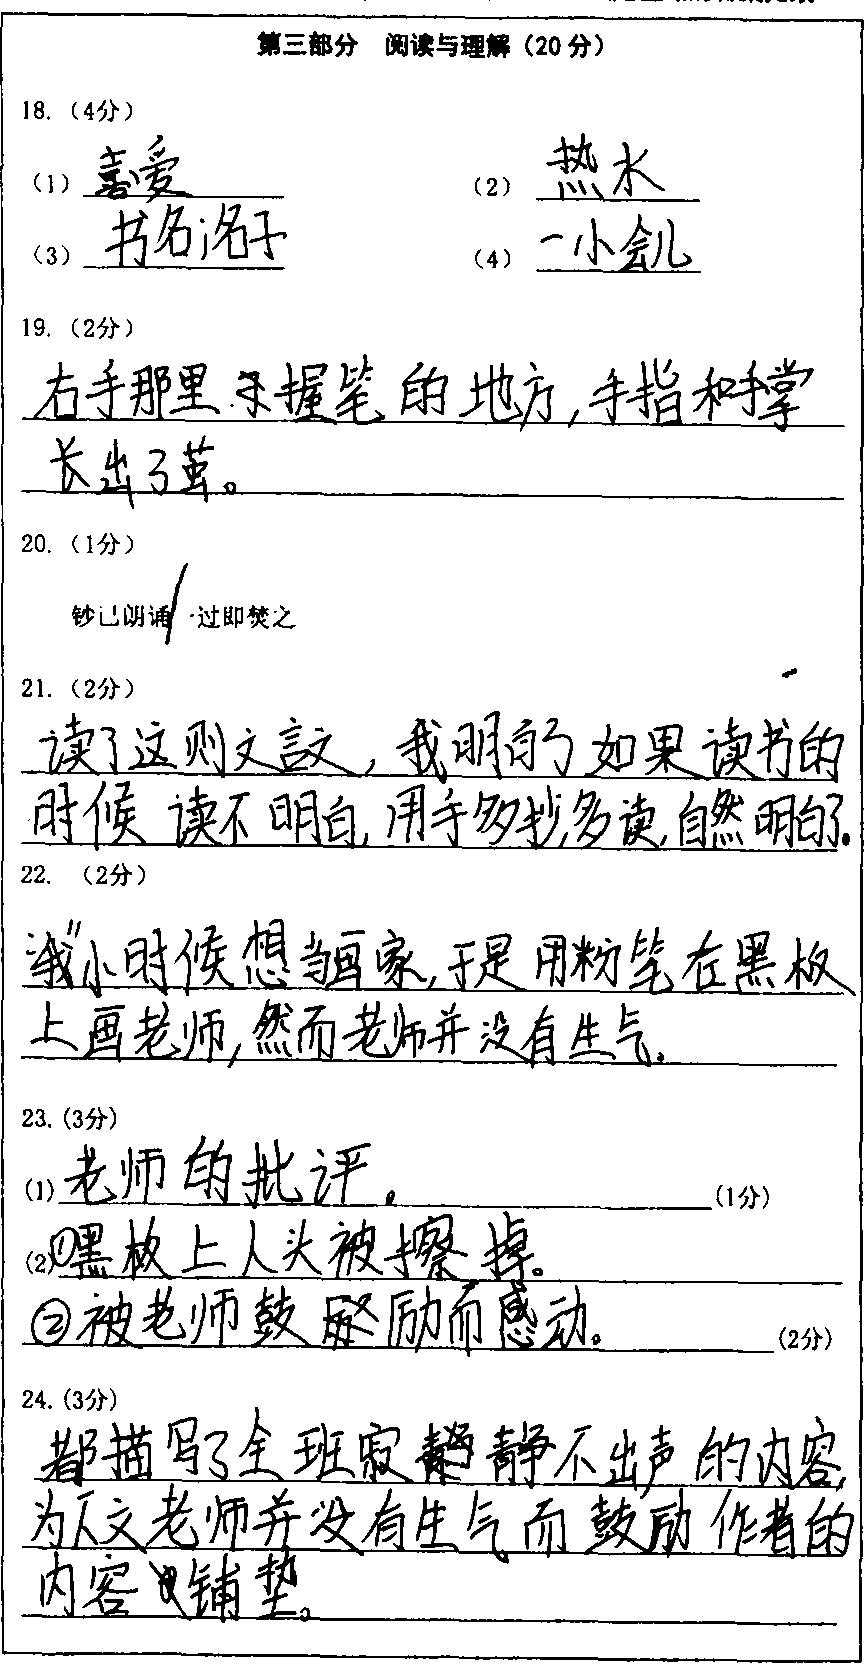 第三部分 阅读与理解（20分）
18.（4分）
（1）喜爱 （2）热水
（3）书名名子 （4）一小会儿
19.（2分）
右手那里握笔的地方,手指和手掌
长出了茧。
20.（1分）
钞已朗诵/一过即焚之
21.（2分）
读了这则文言文,我明白了如果读书的
时候读不明白,用手多抄,多读,自然明白了.
22.（2分）
"我"小时候想当画家,于是用粉笔在黑板
上画老师,然而老师并没有生气.
23.(3分)
(1)老师的批评. (1分)
(2)①黑板上人头被擦掉。
②被老师鼓励而感动。 (2分)
24.(3分)
都描写了全班寂静不出声的内容,
为下文老师并没有生气而鼓励作者的
内容铺垫。